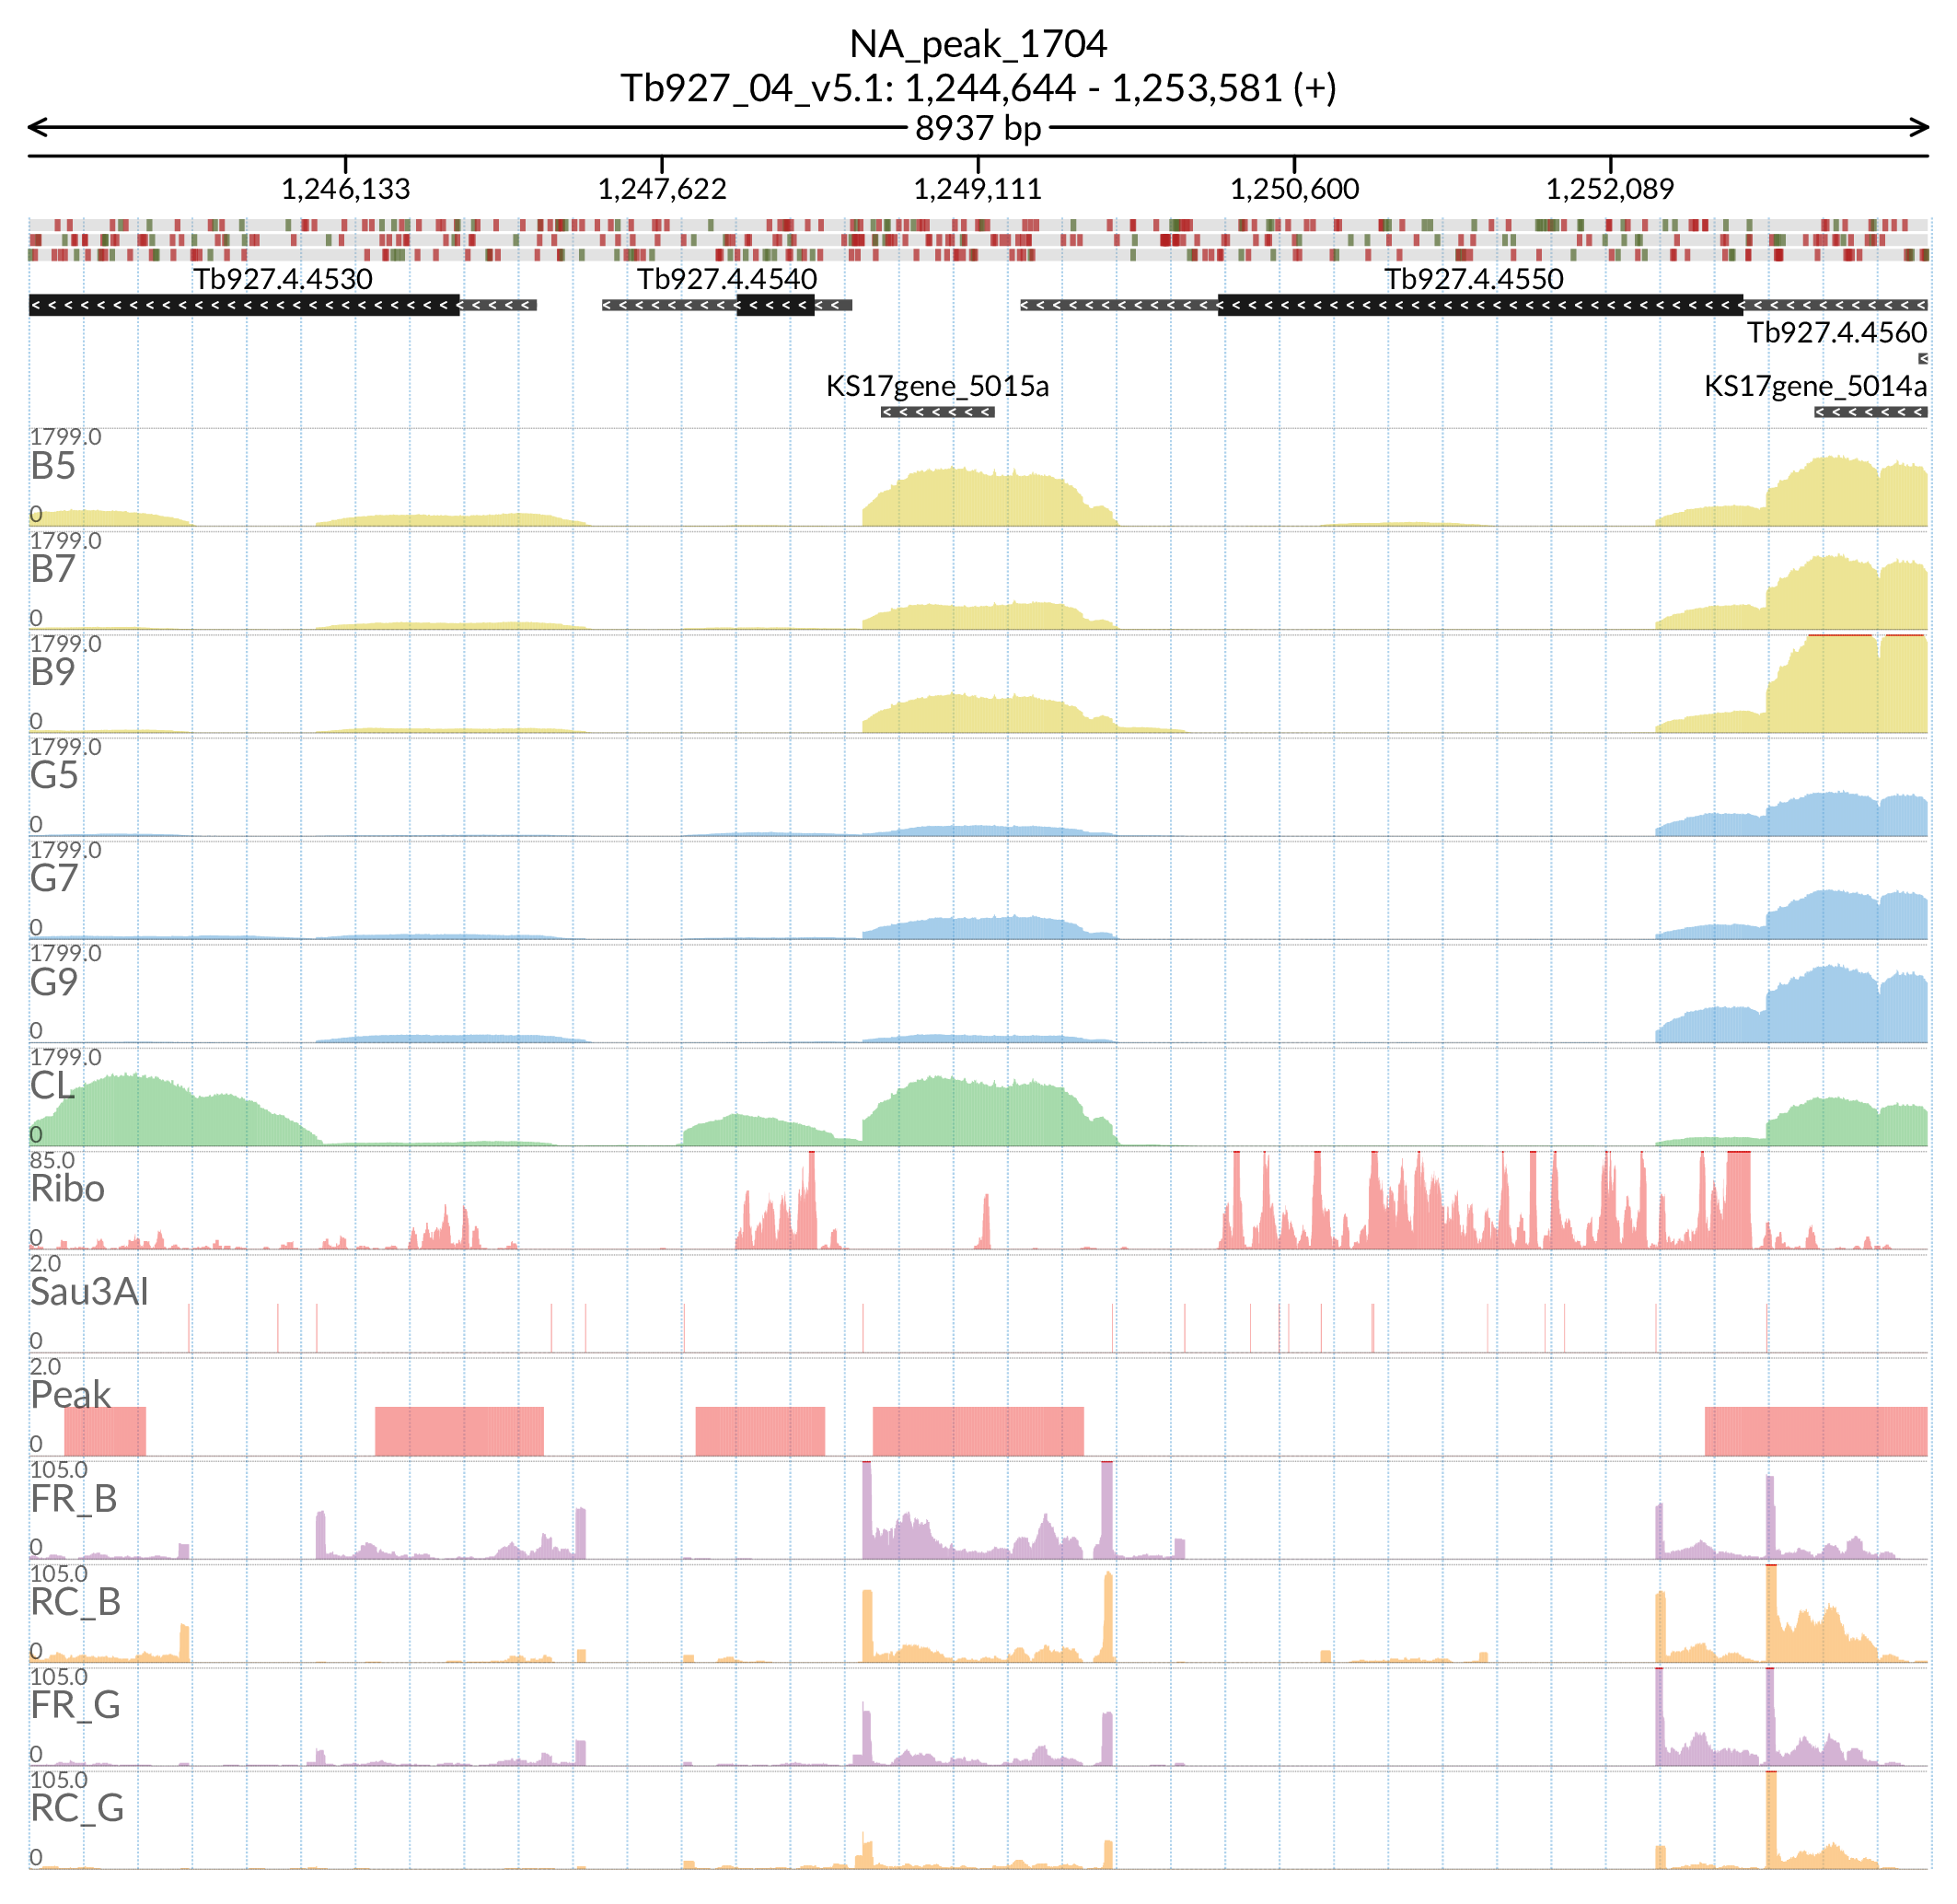 NA_peak_1704
Tb927_04_v5.1: 1,244,644 - 1,253,581 (+)
8937 bp
1,246,133 1,247,622 1,249,111 1,250,600 1,252,089
Tb927.4.4530 Tb927.4.4540 Tb927.4.4550
Tb927.4.4560
KS17gene_5015a KS17gene_5014a
1799.0
B5
0
1799.0
B7
0
1799.0
B9
0
1799.0
G5
0
1799.0
G7
0
1799.0
G9
0
1799.0
CL
0
85.0
Ribo
0
2.0
Sau3AI
0
2.0
Peak
0
105.0
FR_B
0
105.0
RC_B
0
105.0
FR_G
0
105.0
RC_G
0